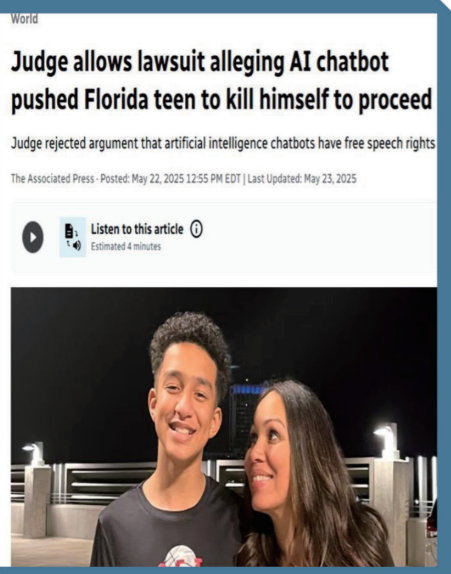 World
Judge allows lawsuit alleging AI chatbot
pushed Florida teen to kill himself to proceed
Judge rejected argument that artificial intelligence chatbots have free speech rights
The Associated Press · Posted: May 22, 2025 12:55 PM EDT | Last Updated: May 23, 2025
Listen to this article
Estimated 4 minutes